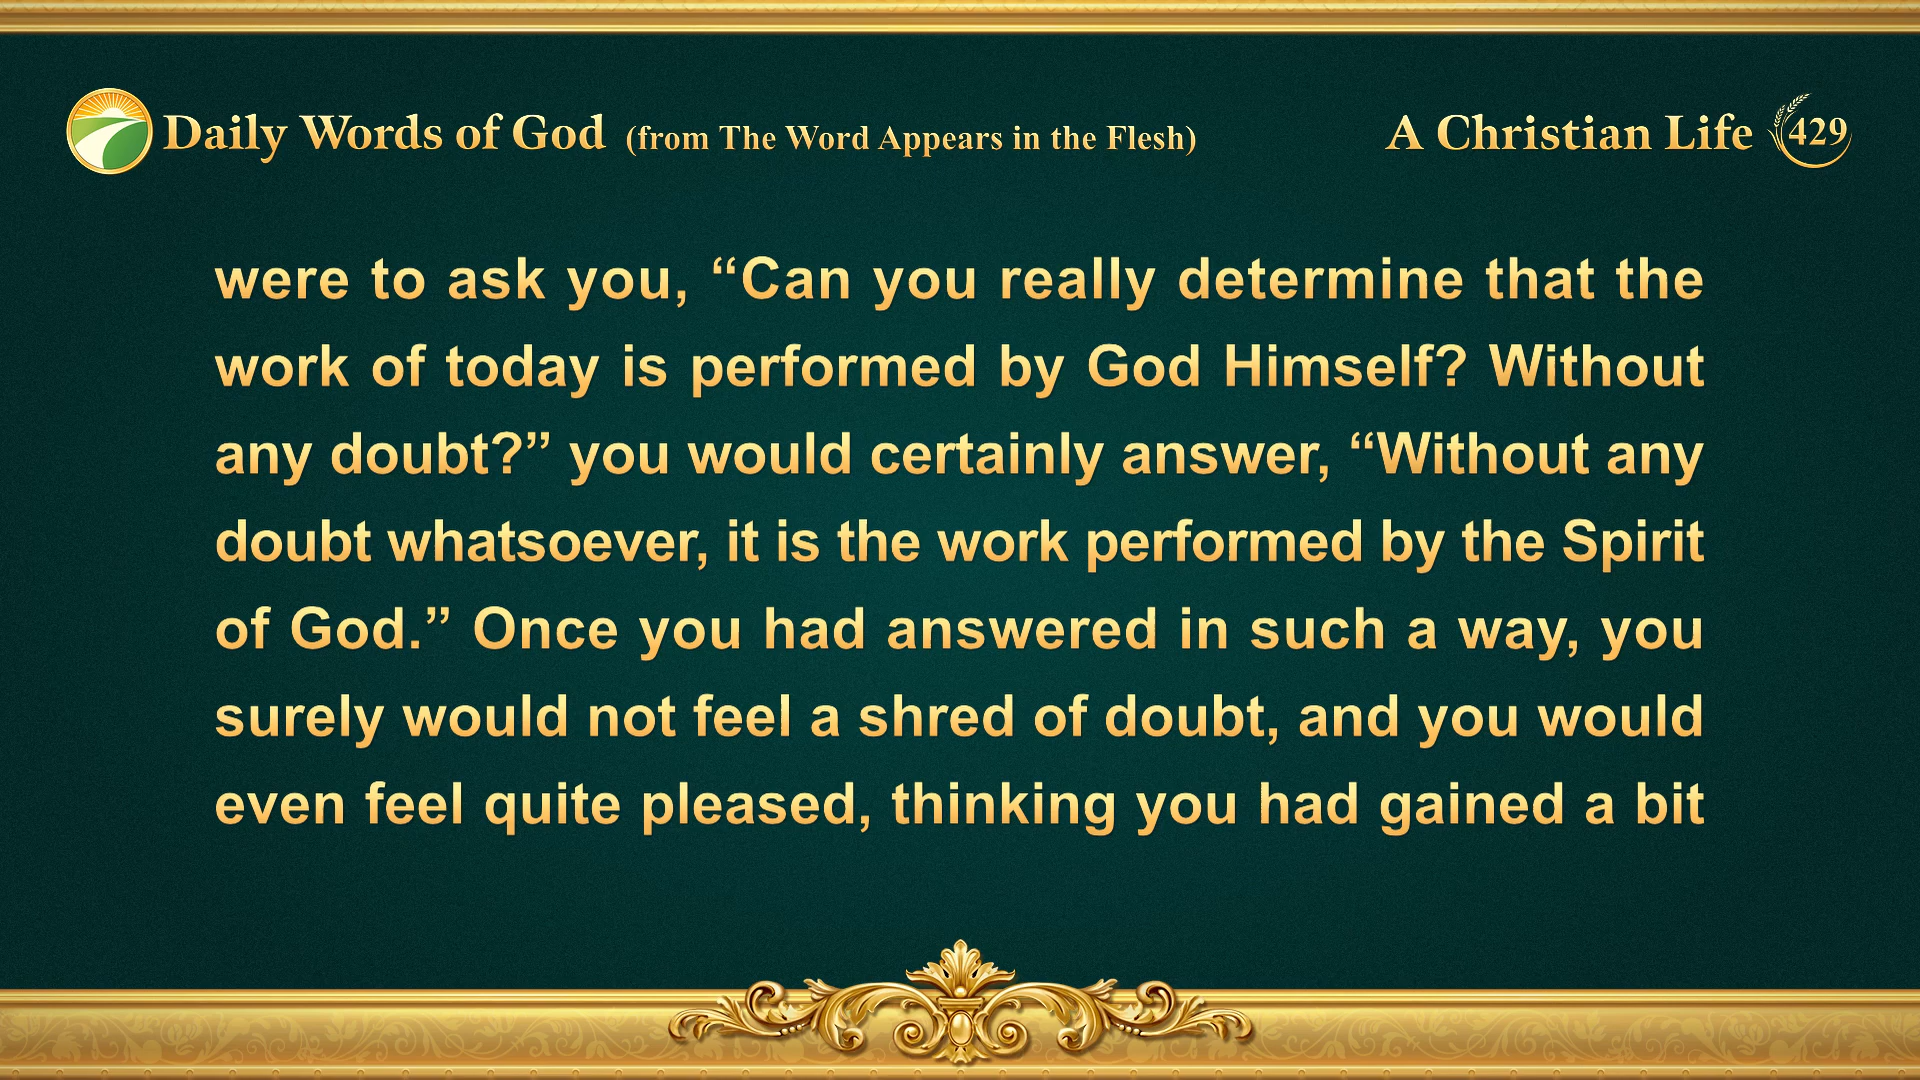 Daily Words of God (from The Word Appears in the Flesh)
A Christian Life 429
were to ask you, “Can you really determine that the
work of today is performed by God Himself? Without
any doubt?” you would certainly answer, “Without any
doubt whatsoever, it is the work performed by the Spirit
of God.” Once you had answered in such a way, you
surely would not feel a shred of doubt, and you would
even feel quite pleased, thinking you had gained a bit